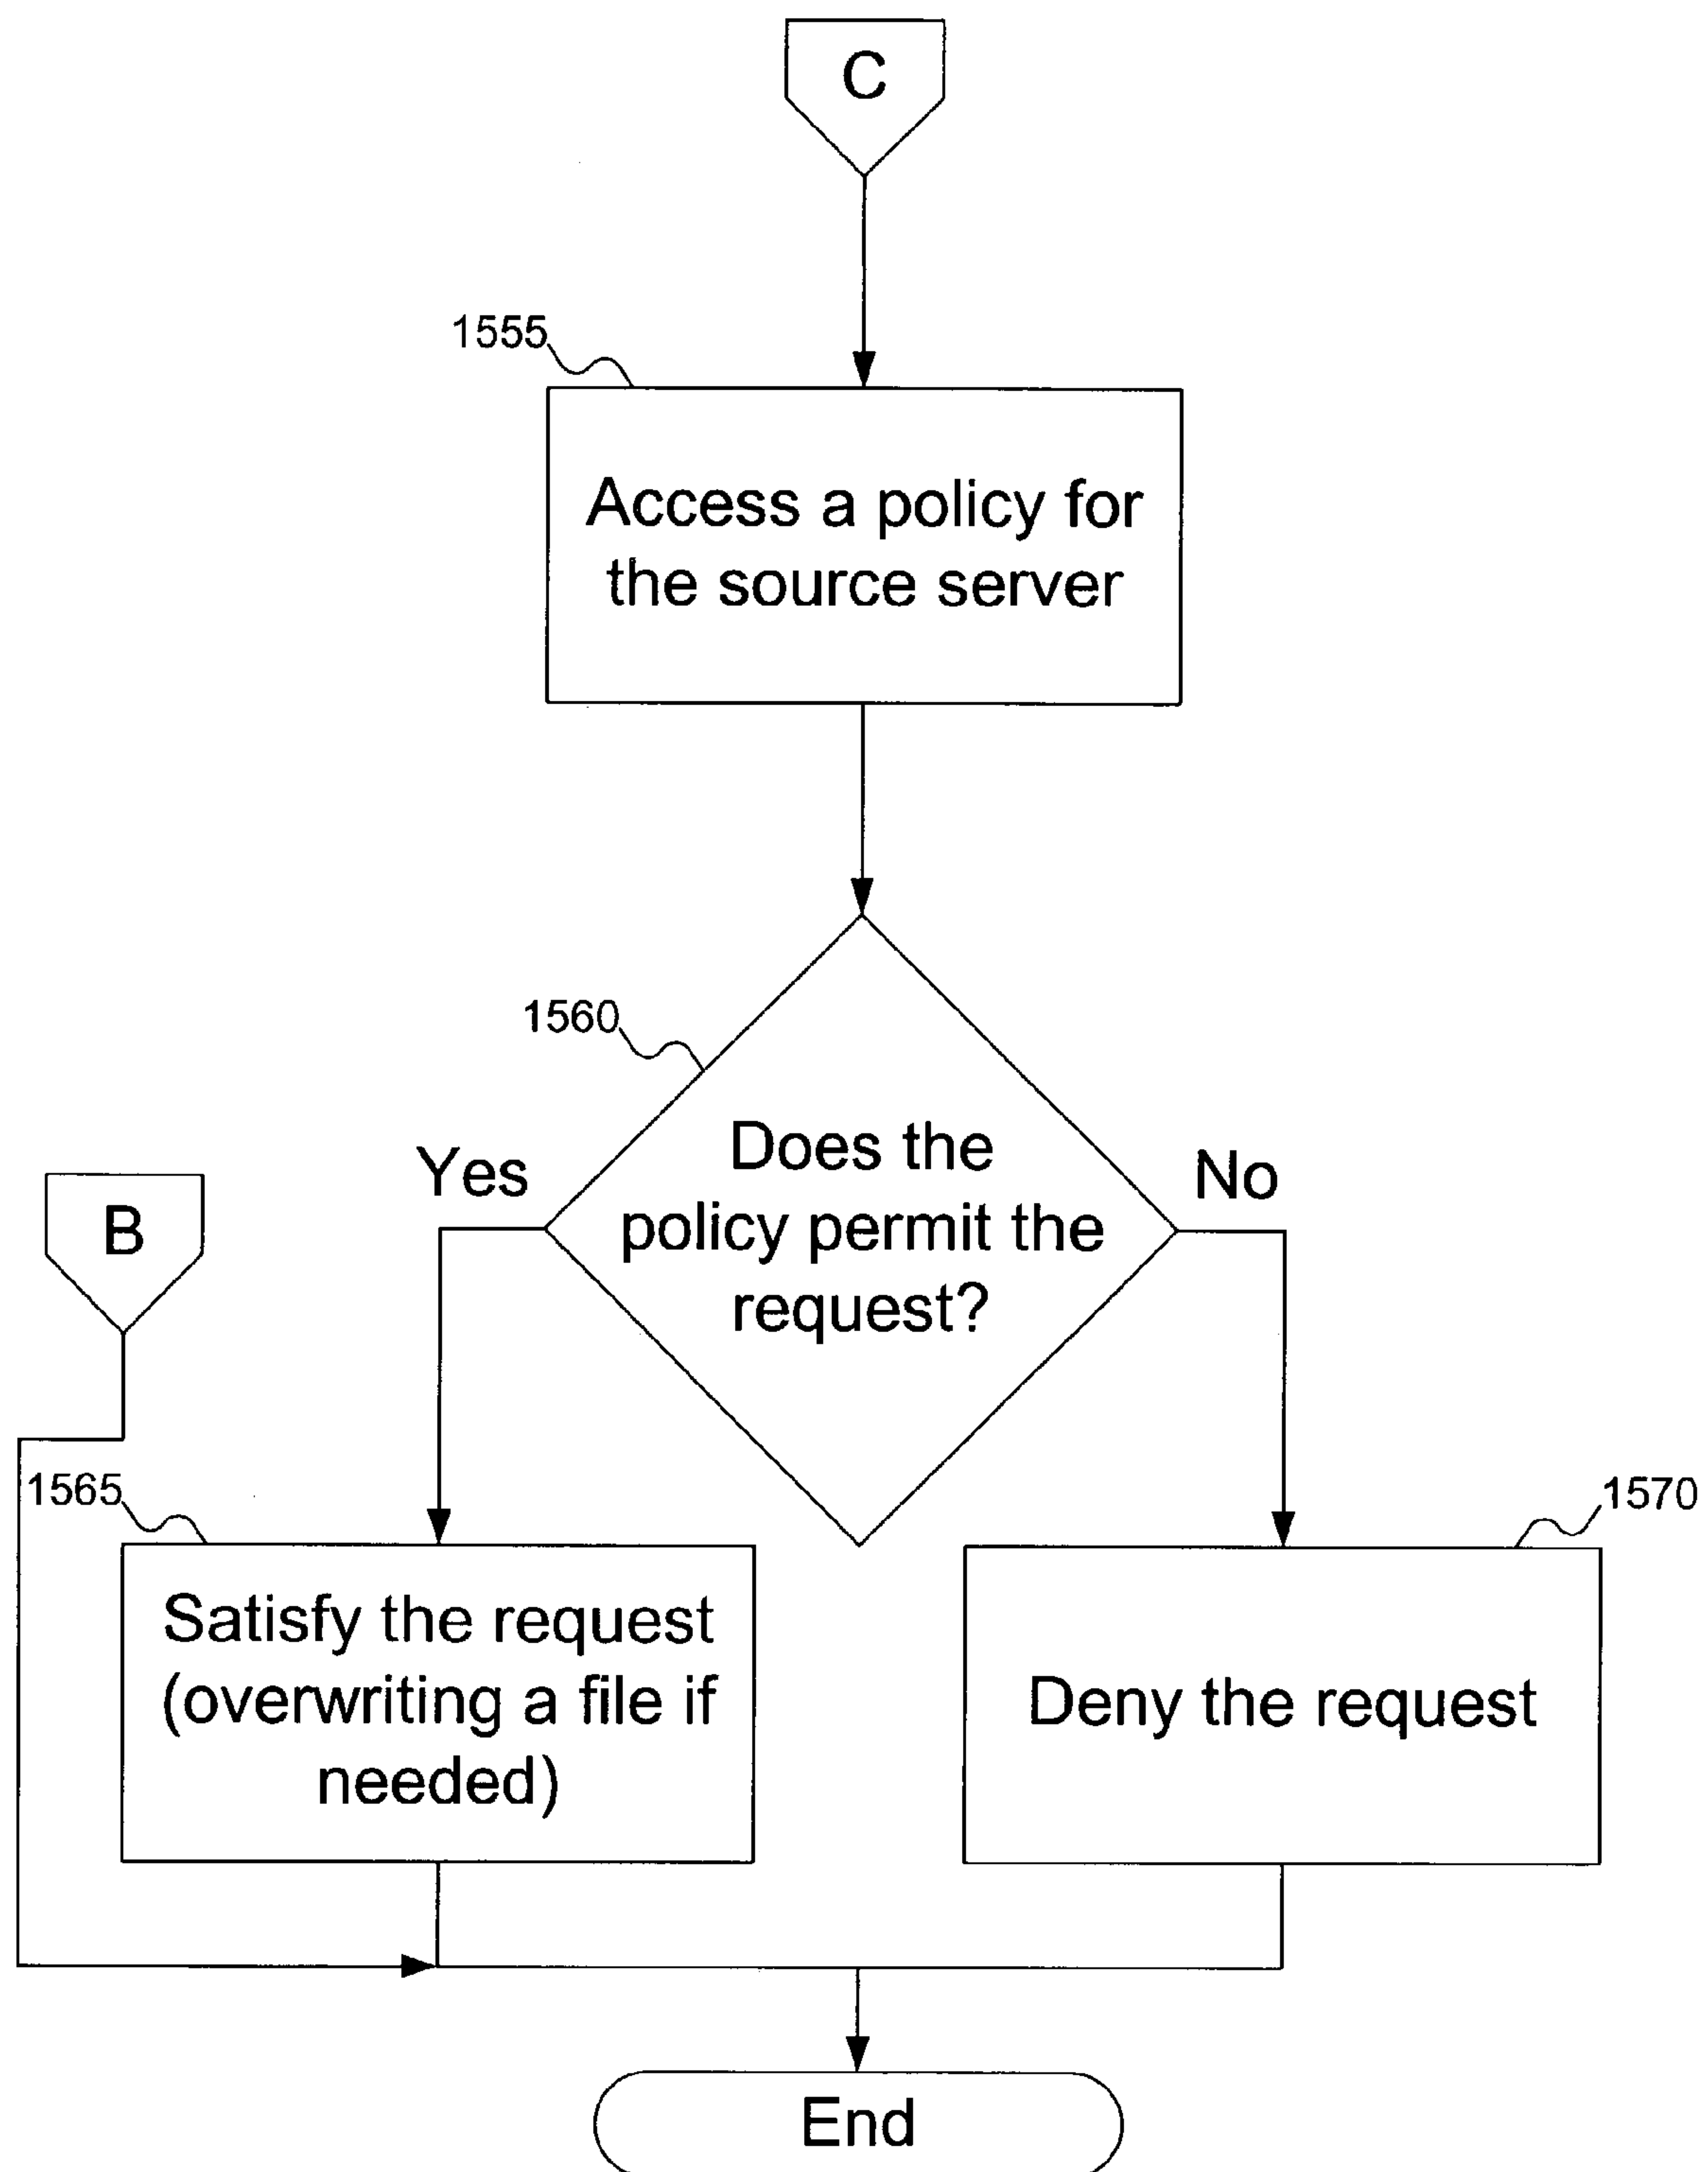 C
1555
Access a policy for
the source server
1560
Does the
policy permit the
request?
Yes
No
B
1565
Satisfy the request
(overwriting a file if
needed)
1570
Deny the request
End